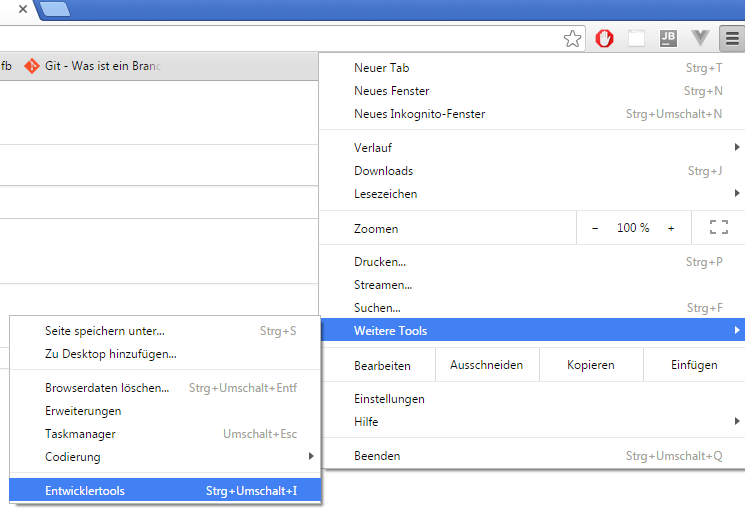 fb Git - Was ist ein Branc
JB
Neuer Tab Strg+T
Neues Fenster Strg+N
Neues Inkognito-Fenster Strg+Umschalt+N
Verlauf
Downloads Strg+J
Lesezeichen
Zoomen − 100 % +
Drucken... Strg+P
Streamen...
Suchen... Strg+F
Weitere Tools
Bearbeiten Ausschneiden Kopieren Einfügen
Einstellungen
Hilfe
Beenden Strg+Umschalt+Q
Seite speichern unter... Strg+S
Zu Desktop hinzufügen...
Browserdaten löschen... Strg+Umschalt+Entf
Erweiterungen
Taskmanager Umschalt+Esc
Codierung
Entwicklertools Strg+Umschalt+I